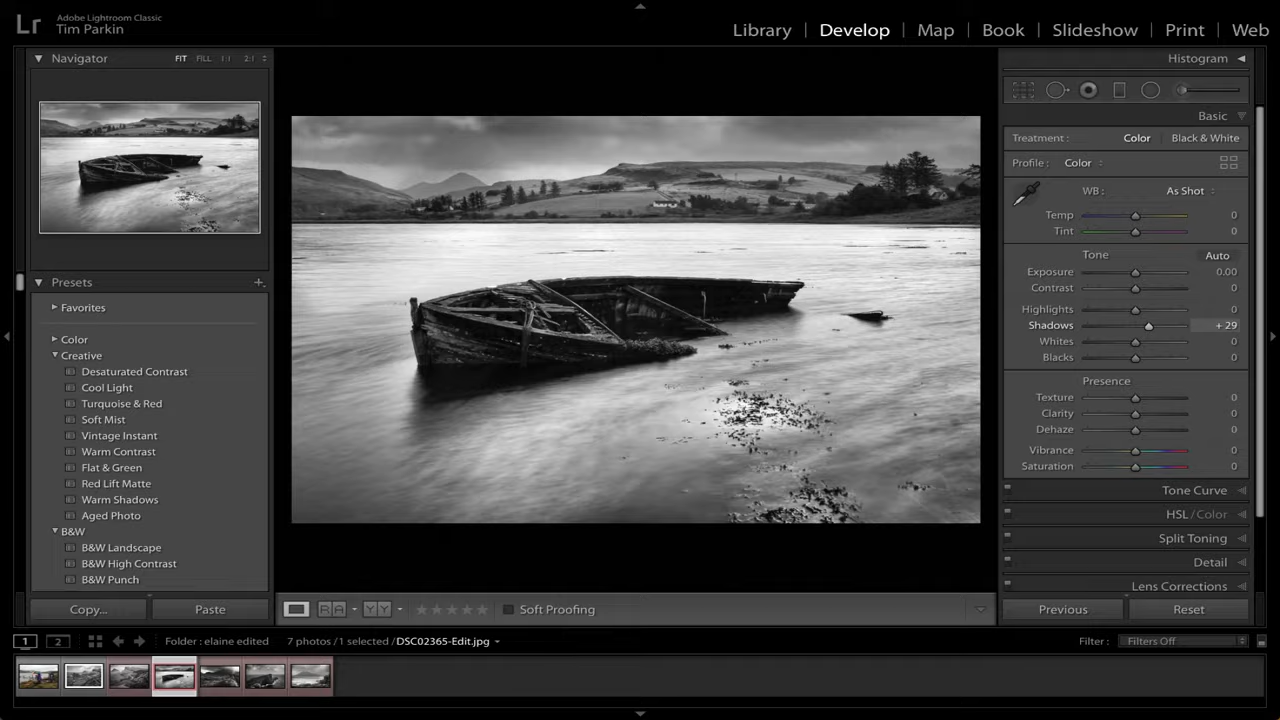 Lr
Adobe Lightroom Classic
Tim Parkin
Library | Develop | Map | Book | Slideshow | Print | Web
Navigator FIT FILL 1:1 2:1
Presets +
Favorites
Color
Creative
Desaturated Contrast
Cool Light
Turquoise & Red
Soft Mist
Vintage Instant
Warm Contrast
Flat & Green
Red Lift Matte
Warm Shadows
Aged Photo
B&W
B&W Landscape
B&W High Contrast
B&W Punch
Copy... Paste
Histogram
Basic
Treatment : Color | Black & White
Profile : Color
WB : As Shot
Temp 0
Tint 0
Tone Auto
Exposure 0.00
Contrast 0
Highlights 0
Shadows + 29
Whites 0
Blacks 0
Presence
Texture 0
Clarity 0
Dehaze 0
Vibrance 0
Saturation 0
Tone Curve
HSL / Color
Split Toning
Detail
Lens Corrections
Previous Reset
R A Y Y Soft Proofing
1 2 Folder : elaine edited 7 photos / 1 selected / DSC02365-Edit.jpg Filter : Filters Off